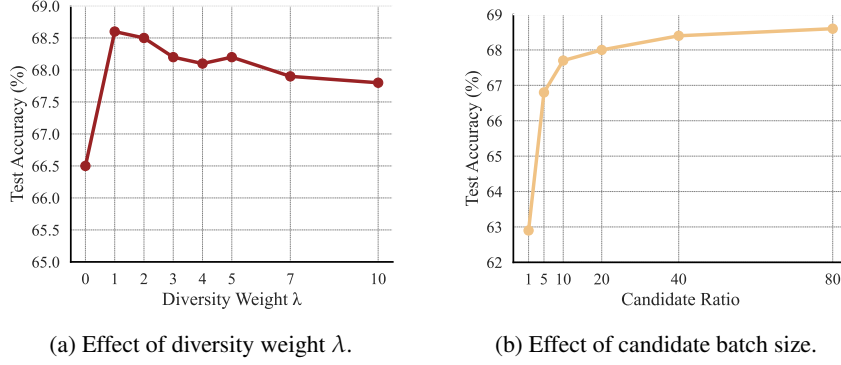 69.0
68.5
68.0
67.5
67.0
66.5
66.0
65.5
65.0
Test Accuracy (%)
0 1 2 3 4 5 7 10
Diversity Weight λ
(a) Effect of diversity weight λ.
69
68
67
66
65
64
63
62
Test Accuracy (%)
1 5 10 20 40 80
Candidate Ratio
(b) Effect of candidate batch size.